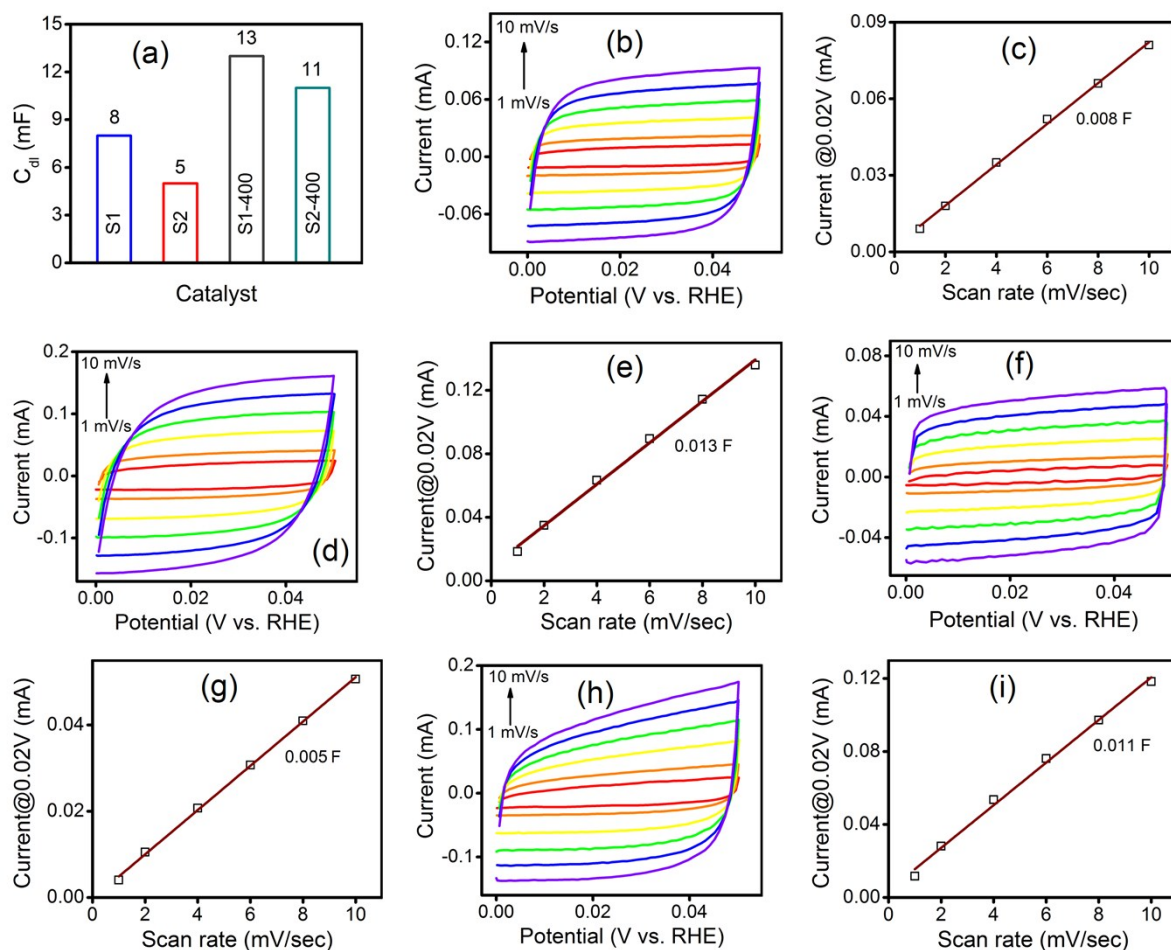 15
12
9
6
3
0
C_dl (mF)
(a)
8
5
13
11
S1
S2
S1-400
S2-400
Catalyst
0.12
0.06
0.00
-0.06
Current (mA)
10 mV/s
1 mV/s
(b)
0.00 0.02 0.04
Potential (V vs. RHE)
0.09
0.06
0.03
0.00
Current @0.02V (mA)
(c)
0.008 F
0 2 4 6 8 10
Scan rate (mV/sec)
0.2
0.1
0.0
-0.1
Current (mA)
10 mV/s
1 mV/s
(d)
0.00 0.02 0.04
Potential (V vs. RHE)
0.12
0.08
0.04
0.00
Current@0.02V (mA)
(e)
0.013 F
0 2 4 6 8 10
Scan rate (mV/sec)
0.08
0.04
0.00
-0.04
Current (mA)
10 mV/s
1 mV/s
(f)
0.00 0.02 0.04
Potential (V vs. RHE)
0.04
0.02
0.00
Current@0.02V (mA)
(g)
0.005 F
0 2 4 6 8 10
Scan rate (mV/sec)
0.2
0.1
0.0
-0.1
Current (mA)
10 mV/s
1 mV/s
(h)
0.00 0.02 0.04
Potential (V vs. RHE)
0.12
0.08
0.04
0.00
Current@0.02V (mA)
(i)
0.011 F
0 2 4 6 8 10
Scan rate (mV/sec)